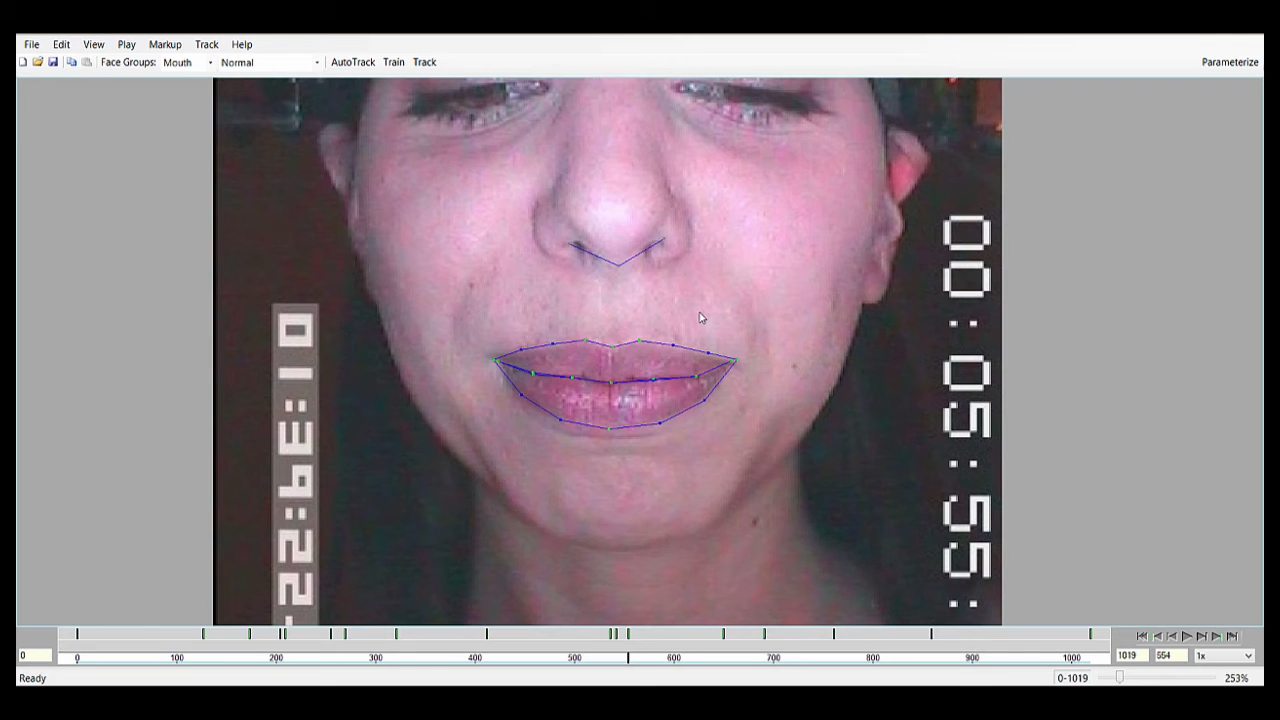 File Edit View Play Markup Track Help
Face Groups: Mouth Normal AutoTrack Train Track Parameterize
00:05:55:
01:39:22.
0 0 100 200 300 400 500 600 700 800 900 1000 1019 554 1x
Ready 0-1019 253%